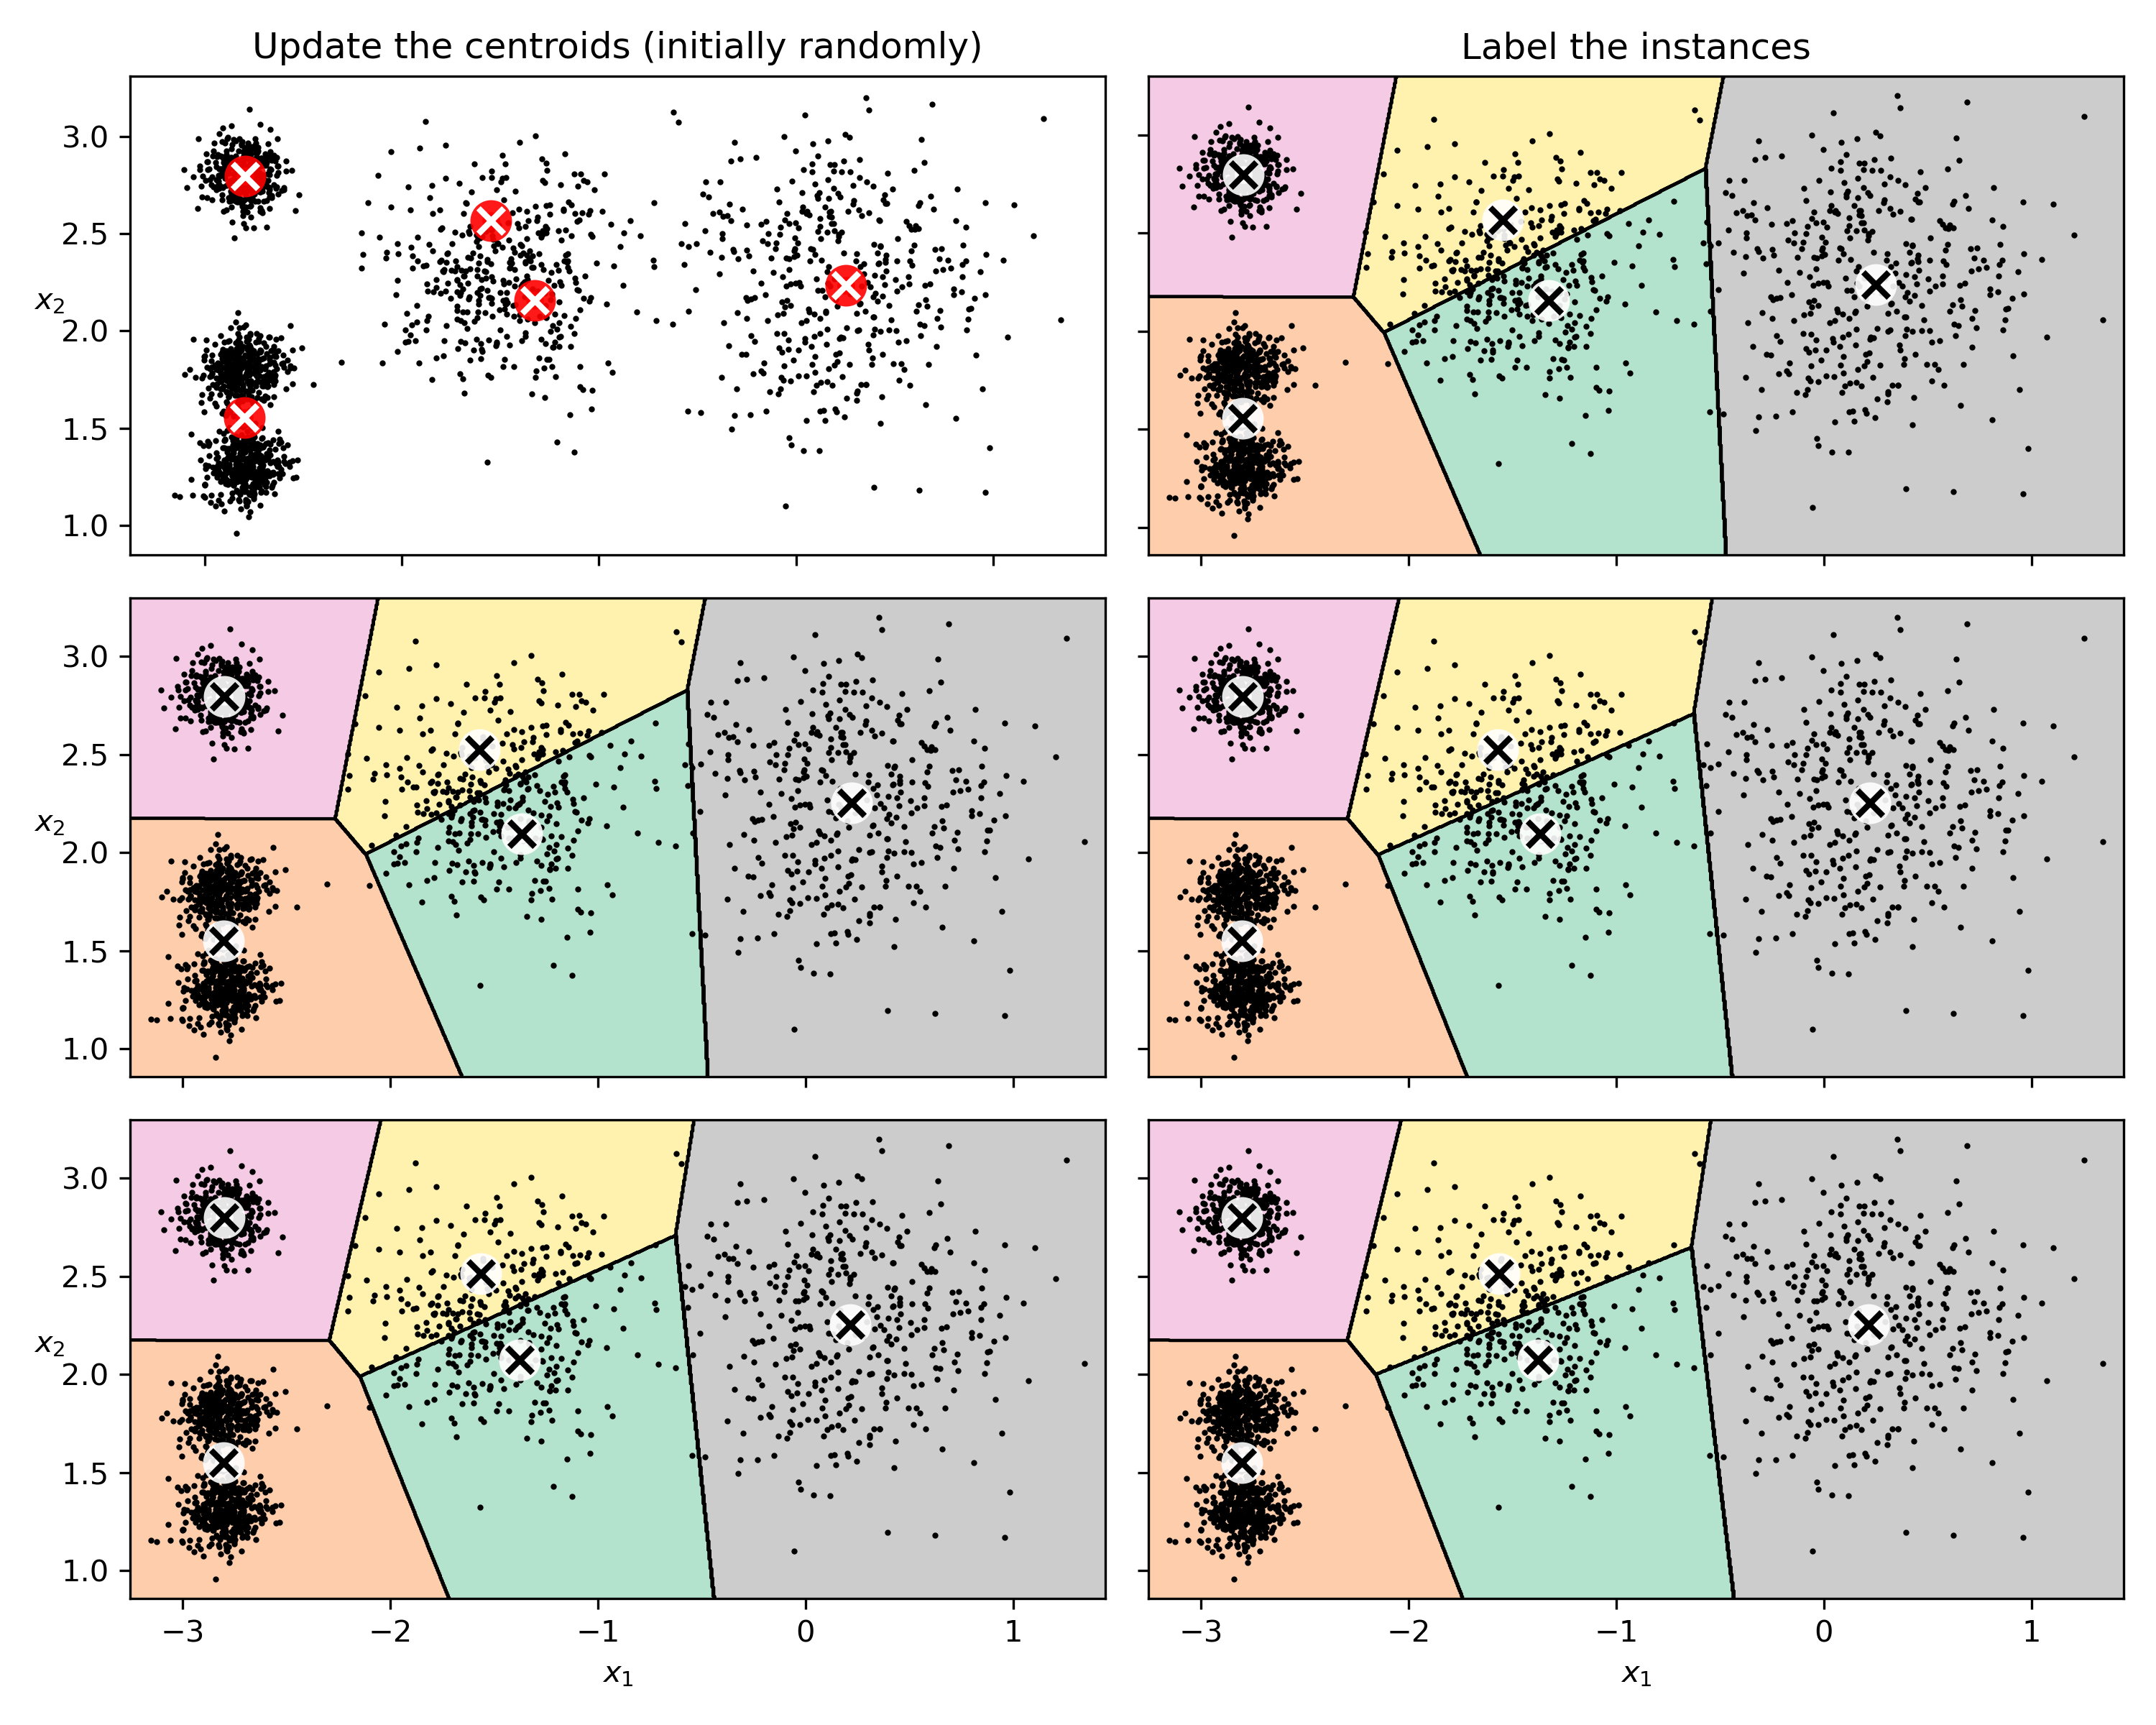 Update the centroids (initially randomly)
Label the instances
3.0
2.5
x₂
2.0
1.5
1.0
3.0
2.5
x₂
2.0
1.5
1.0
3.0
2.5
x₂
2.0
1.5
1.0
−3 −2 −1 0 1
−3 −2 −1 0 1
x₁
x₁